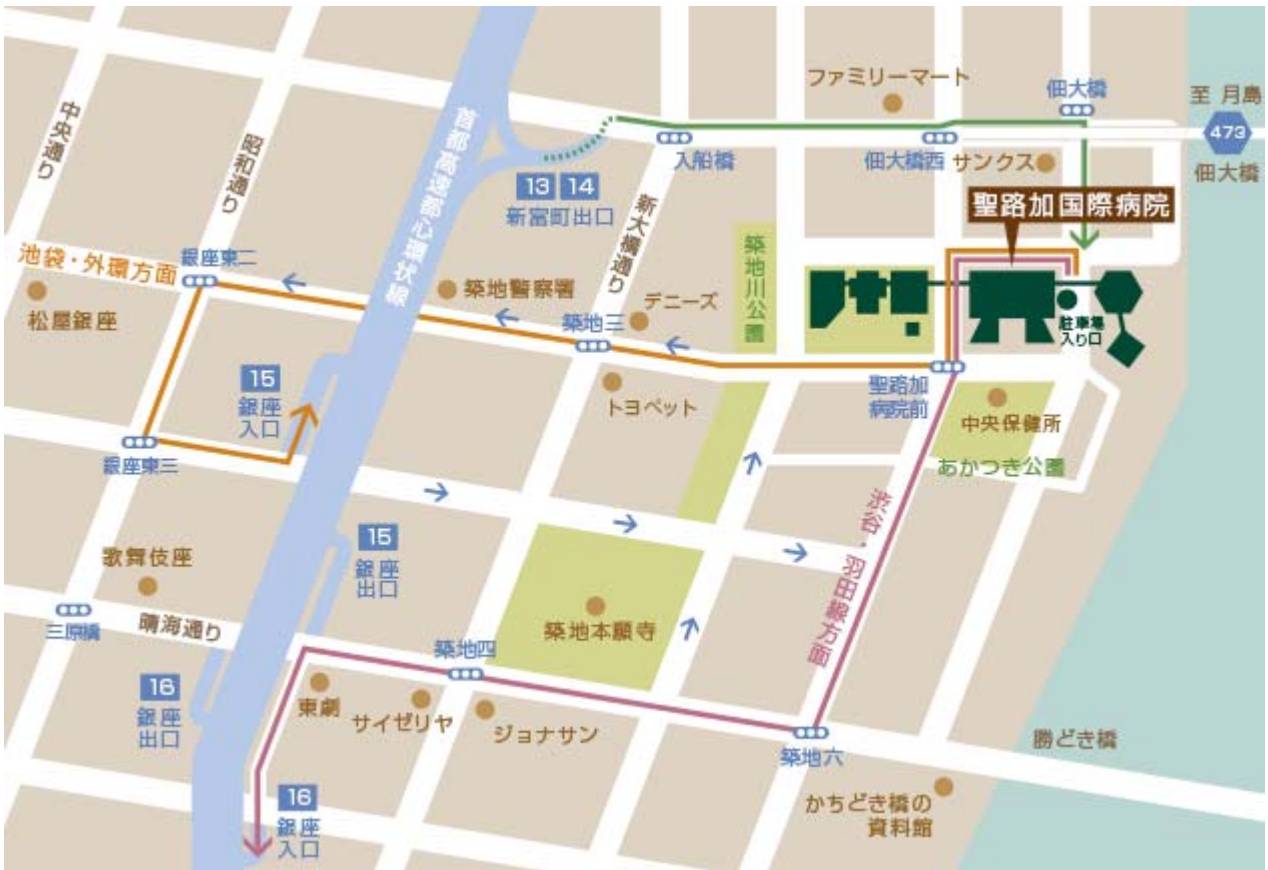 ファミリーマート
佃大橋
至 月島
473
佃大橋
中央通り
昭和通り
首都高速都心環状線
入船橋
佃大橋西
サンクス
13 14
新富町出口
新大橋通り
聖路加国際病院
築地川公園
池袋・外環方面
銀座東二
松屋銀座
築地警察署
デニーズ
築地三
駐車場
入り口
15
銀座
入口
トヨペット
聖路加
病院前
中央保健所
銀座東三
あかつき公園
渋谷・羽田線方面
15
銀座
出口
歌舞伎座
三原橋
晴海通り
築地本願寺
築地四
16
銀座
出口
東劇
サイゼリヤ
ジョナサン
築地六
勝どき橋
16
銀座
入口
かちどき橋の
資料館